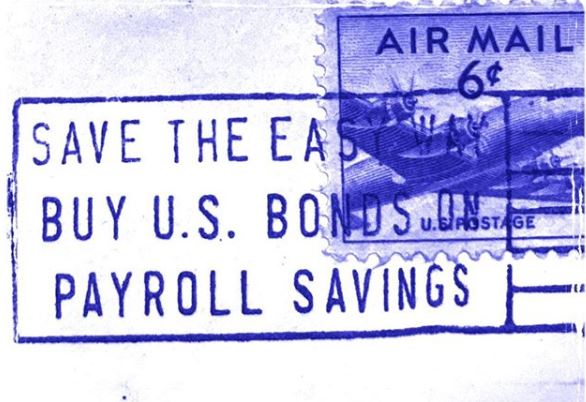 AIR MAIL
6¢
SAVE THE EASY WAY
BUY U.S. BONDS ON
U.S. POSTAGE
PAYROLL SAVINGS